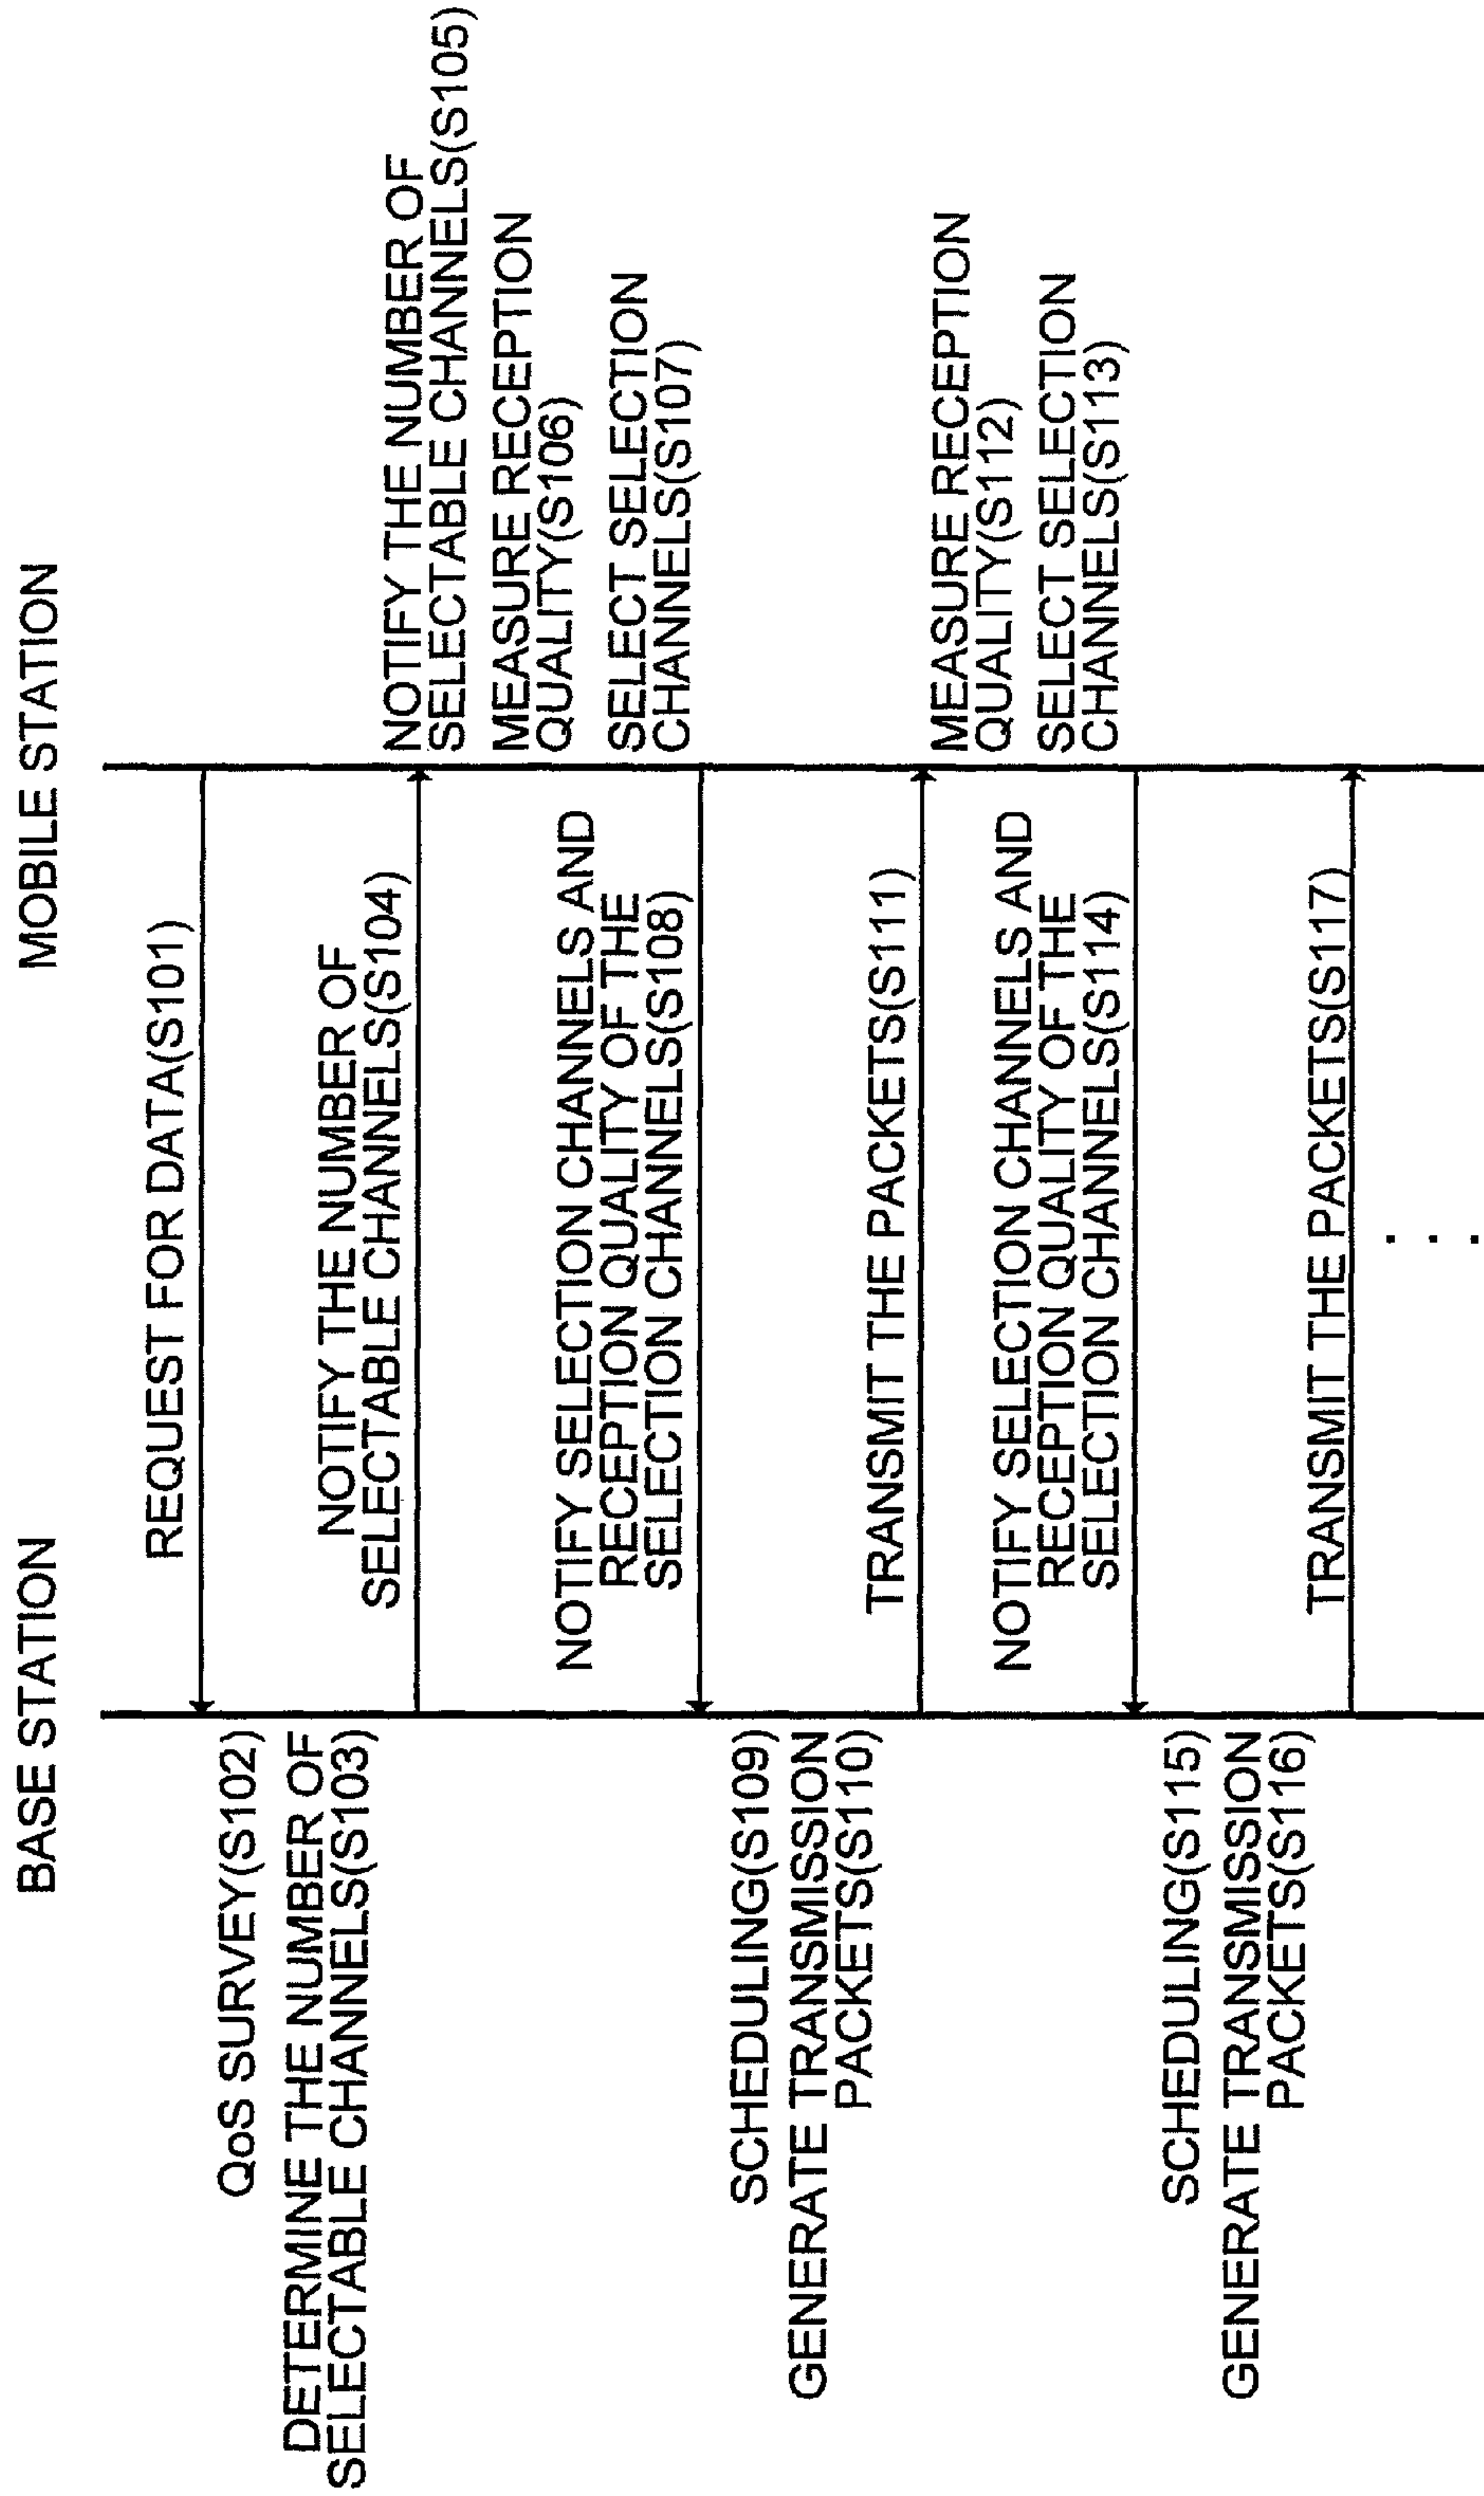 BASE STATION
MOBILE STATION
REQUEST FOR DATA(S101)
QoS SURVEY(S102)
DETERMINE THE NUMBER OF
SELECTABLE CHANNELS(S103)
NOTIFY THE NUMBER OF
SELECTABLE CHANNELS(S104)
NOTIFY THE NUMBER OF
SELECTABLE CHANNELS(S105)
MEASURE RECEPTION
QUALITY(S106)
SELECT SELECTION
CHANNELS(S107)
NOTIFY SELECTION CHANNELS AND
RECEPTION QUALITY OF THE
SELECTION CHANNELS(S108)
SCHEDULING(S109)
GENERATE TRANSMISSION
PACKETS(S110)
TRANSMIT THE PACKETS(S111)
MEASURE RECEPTION
QUALITY(S112)
SELECT SELECTION
CHANNELS(S113)
NOTIFY SELECTION CHANNELS AND
RECEPTION QUALITY OF THE
SELECTION CHANNELS(S114)
SCHEDULING(S115)
GENERATE TRANSMISSION
PACKETS(S116)
TRANSMIT THE PACKETS(S117)